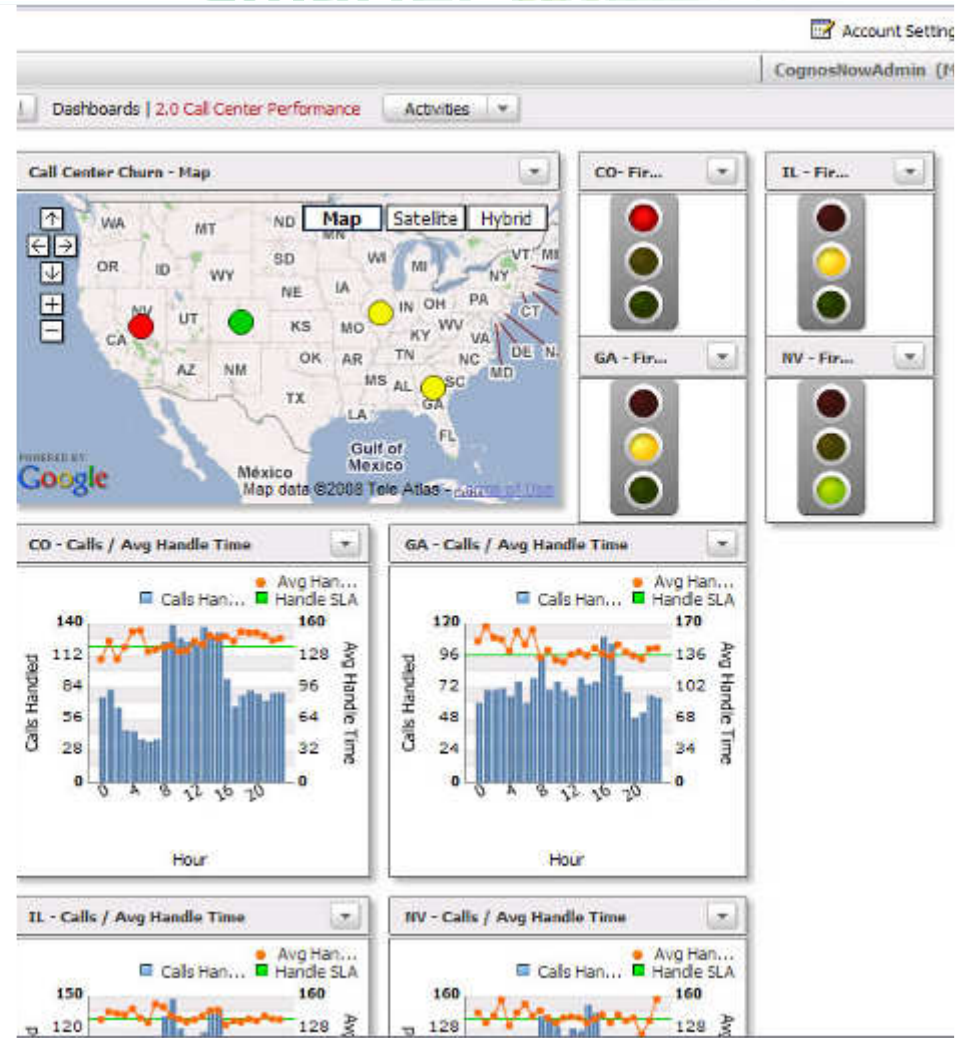 Account Setting
CognosNowAdmin (M
Dashboards | 2.0 Call Center Performance
Activities
Call Center Churn - Map
CO- Fir...
IL - Fir...
Map
Satellite
Hybrid
WA
MT
ND
MN
VT
OR
ID
WY
SD
WI
MI
NY
NE
IA
IN
OH
PA
CT
NV
UT
KS
MO
KY
WV
VA
CA
DE
N
AZ
NM
OK
AR
TN
NC
MD
GA - Fir...
NV - Fir...
TX
MS
AL
SC
LA
GA
FL
Gulf of
Mexico
México
POWERED BY
Google
Map data ©2008 Tele Atlas - Terms of Use
CO - Calls / Avg Handle Time
GA - Calls / Avg Handle Time
Avg Han...
Calls Han...
Handle SLA
140
112
84
56
28
0
Calls Handled
160
128
96
64
32
0
Avg Handle Time
0 4 8 12 16 20
Hour
Avg Han...
Calls Han...
Handle SLA
120
96
72
48
24
0
Calls Handled
170
136
102
68
34
0
Avg Handle Time
0 4 8 12 16 20
Hour
IL - Calls / Avg Handle Time
NV - Calls / Avg Handle Time
Avg Han...
Calls Han...
Handle SLA
150
120
160
128
Avg Han...
Calls Han...
Handle SLA
160
128
160
128